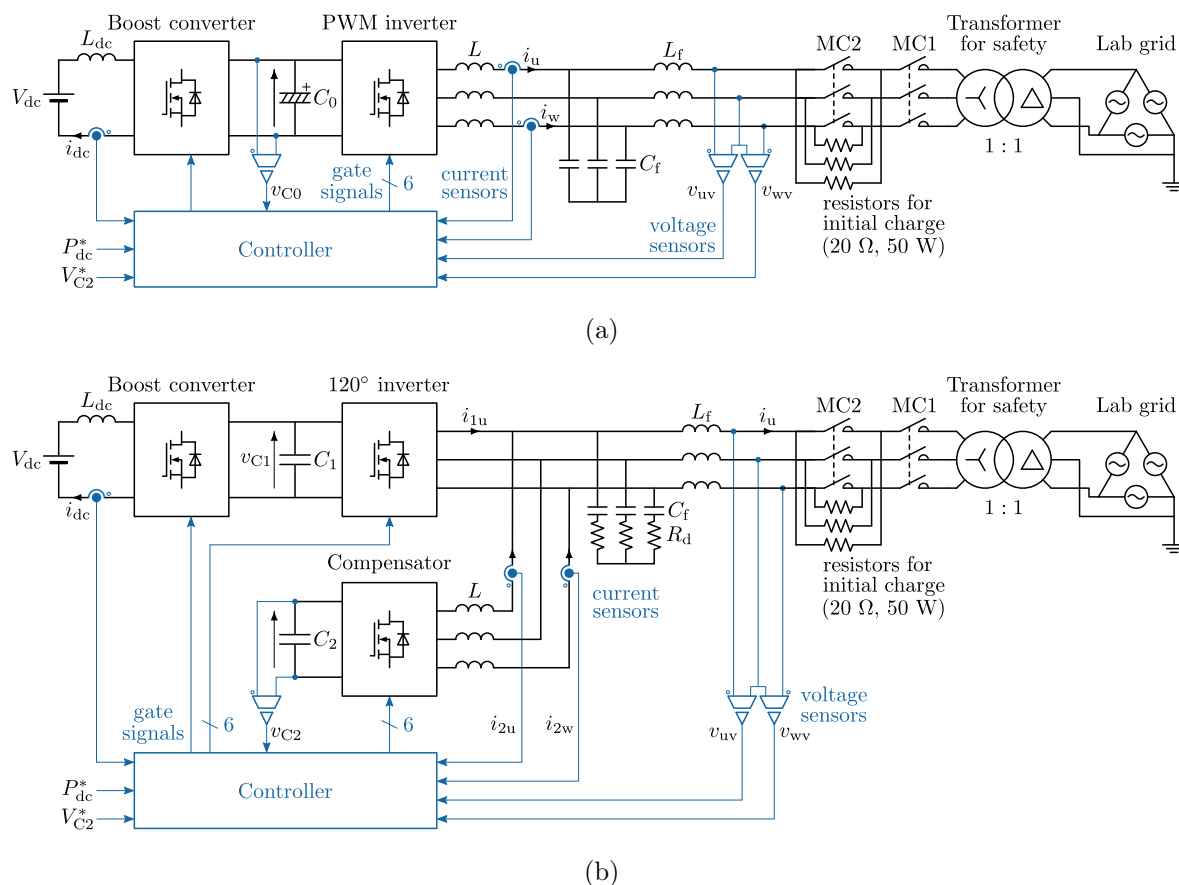 Boost converter
PWM inverter
Transformer
for safety
L_dc
L
i_u
L_f
MC2
MC1
Lab grid
V_dc
+
C_0
i_w
i_dc
C_f
1 : 1
v_C0
gate
signals
6
current
sensors
v_uv
v_wv
resistors for
initial charge
(20 Ω, 50 W)
voltage
sensors
P*_dc
V*_C2
Controller
(a)
Boost converter
120° inverter
Transformer
for safety
L_dc
i_1u
L_f
i_u
MC2
MC1
Lab grid
V_dc
v_C1
C_1
i_dc
C_f
R_d
1 : 1
Compensator
L
C_2
current
sensors
resistors for
initial charge
(20 Ω, 50 W)
gate
signals
6
v_C2
6
i_2u
i_2w
v_uv
v_wv
voltage
sensors
P*_dc
V*_C2
Controller
(b)